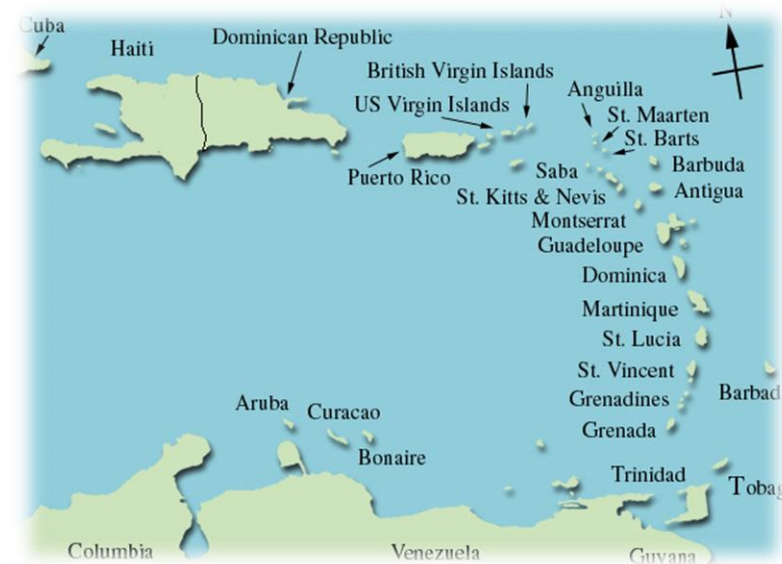 N
Cuba
Haiti
Dominican Republic
British Virgin Islands
US Virgin Islands
Anguilla
St. Maarten
St. Barts
Puerto Rico
Saba
Barbuda
St. Kitts & Nevis
Antigua
Montserrat
Guadeloupe
Dominica
Martinique
St. Lucia
St. Vincent
Barbad
Grenadines
Aruba
Curacao
Grenada
Bonaire
Trinidad
Tobag
Columbia
Venezuela
Guyana